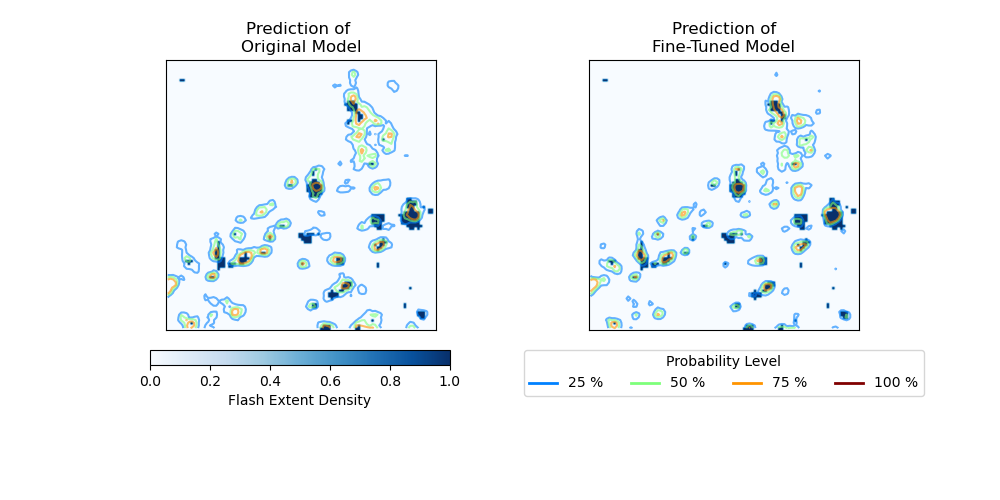 Prediction of
Original Model
Prediction of
Fine-Tuned Model
0.0 0.2 0.4 0.6 0.8 1.0
Flash Extent Density
Probability Level
25 % 50 % 75 % 100 %